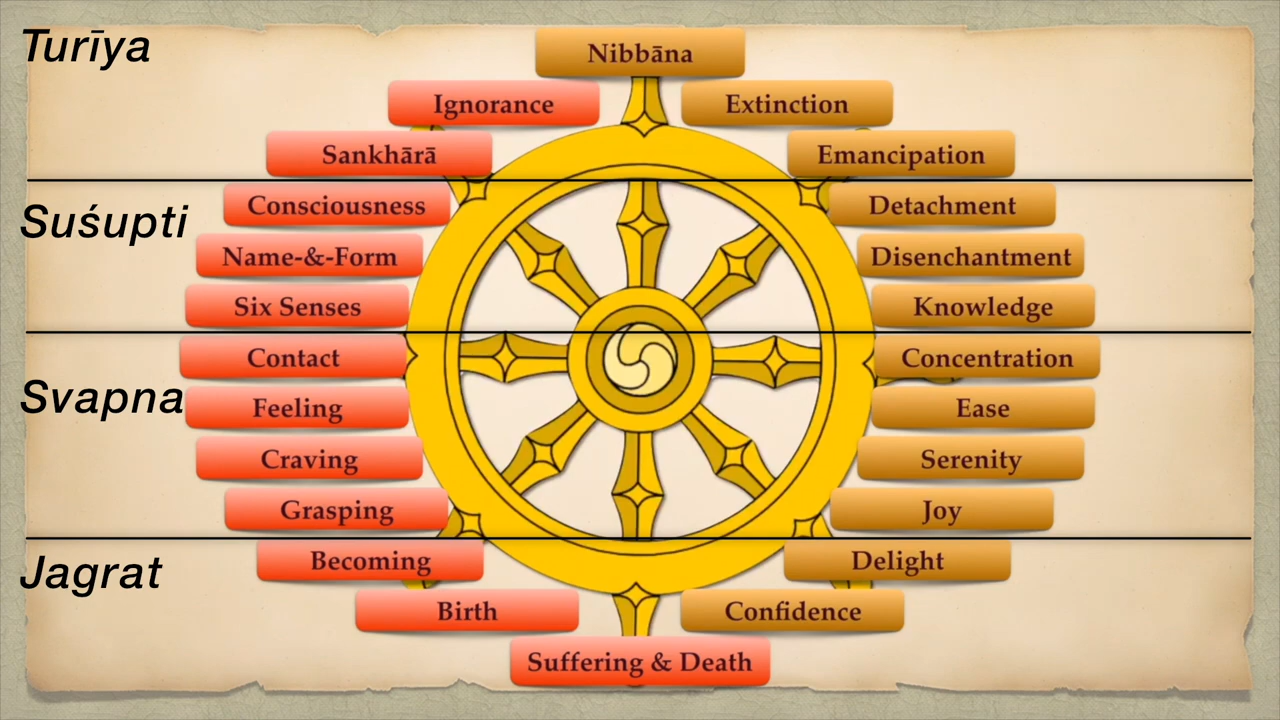 Turīya
Nibbāna
Ignorance
Extinction
Sankhārā
Emancipation
Suśupti
Consciousness
Detachment
Name-&-Form
Disenchantment
Six Senses
Knowledge
Svapna
Contact
Concentration
Feeling
Ease
Craving
Serenity
Grasping
Joy
Jagrat
Becoming
Delight
Birth
Confidence
Suffering & Death